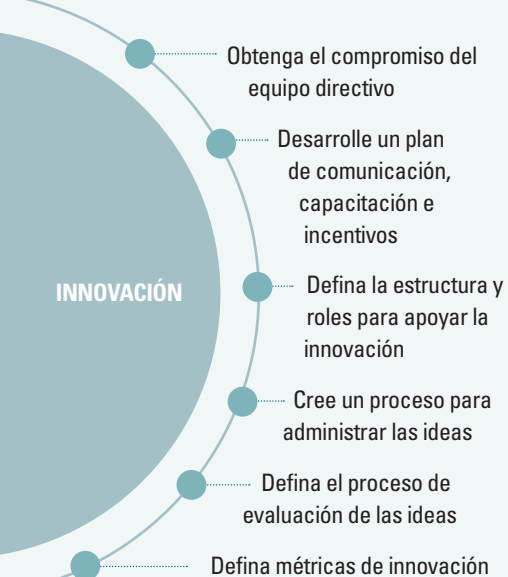 Obtenga el compromiso del
equipo directivo
Desarrolle un plan
de comunicación,
capacitación e
incentivos
INNOVACIÓN
Defina la estructura y
roles para apoyar la
innovación
Cree un proceso para
administrar las ideas
Defina el proceso de
evaluación de las ideas
Defina métricas de innovación